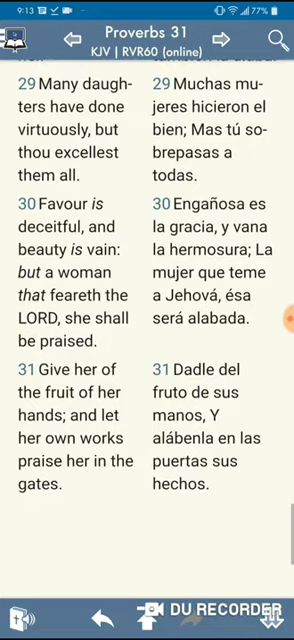 9:13
77%
Proverbs 31
KJV | RVR60 (online)
29 Many daugh-
ters have done
virtuously, but
thou excellest
them all.
30 Favour is
deceitful, and
beauty is vain:
but a woman
that feareth the
LORD, she shall
be praised.
31 Give her of
the fruit of her
hands; and let
her own works
praise her in the
gates.
29 Muchas mu-
jeres hicieron el
bien; Mas tú so-
brepasas a
todas.
30 Engañosa es
la gracia, y vana
la hermosura; La
mujer que teme
a Jehová, ésa
será alabada.
31 Dadle del
fruto de sus
manos, Y
alábenla en las
puertas sus
hechos.
DU RECORDER